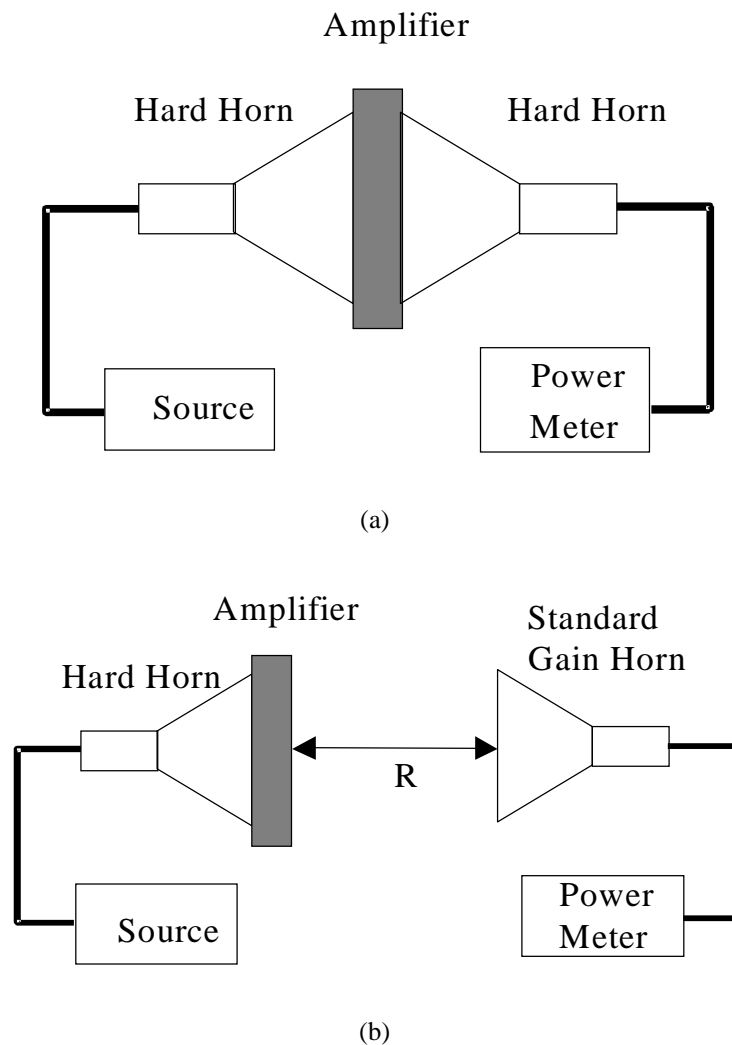 Amplifier
Hard Horn
Hard Horn
Source
Power
Meter
(a)
Amplifier
Standard
Gain Horn
Hard Horn
R
Source
Power
Meter
(b)